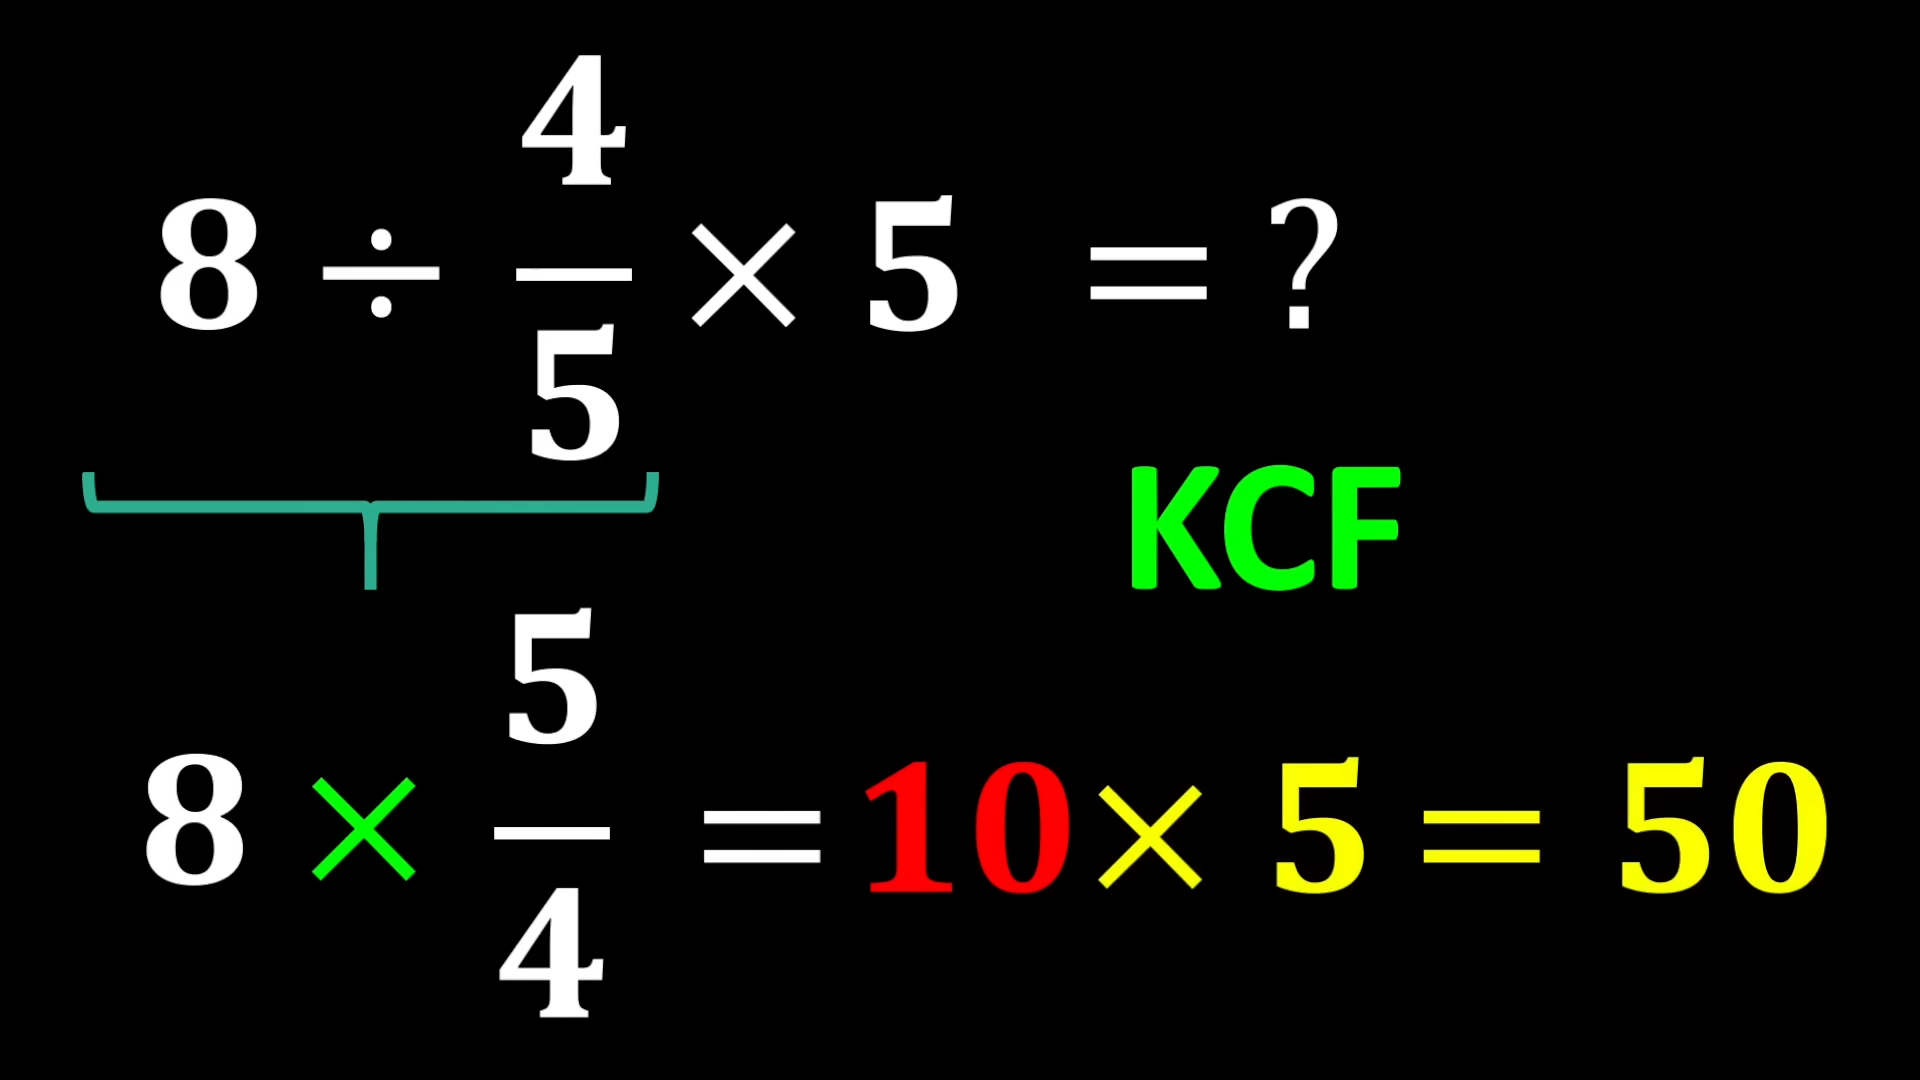 8 ÷ 4/5 × 5 = ?
KCF
8 × 5/4 = 10 × 5 = 50